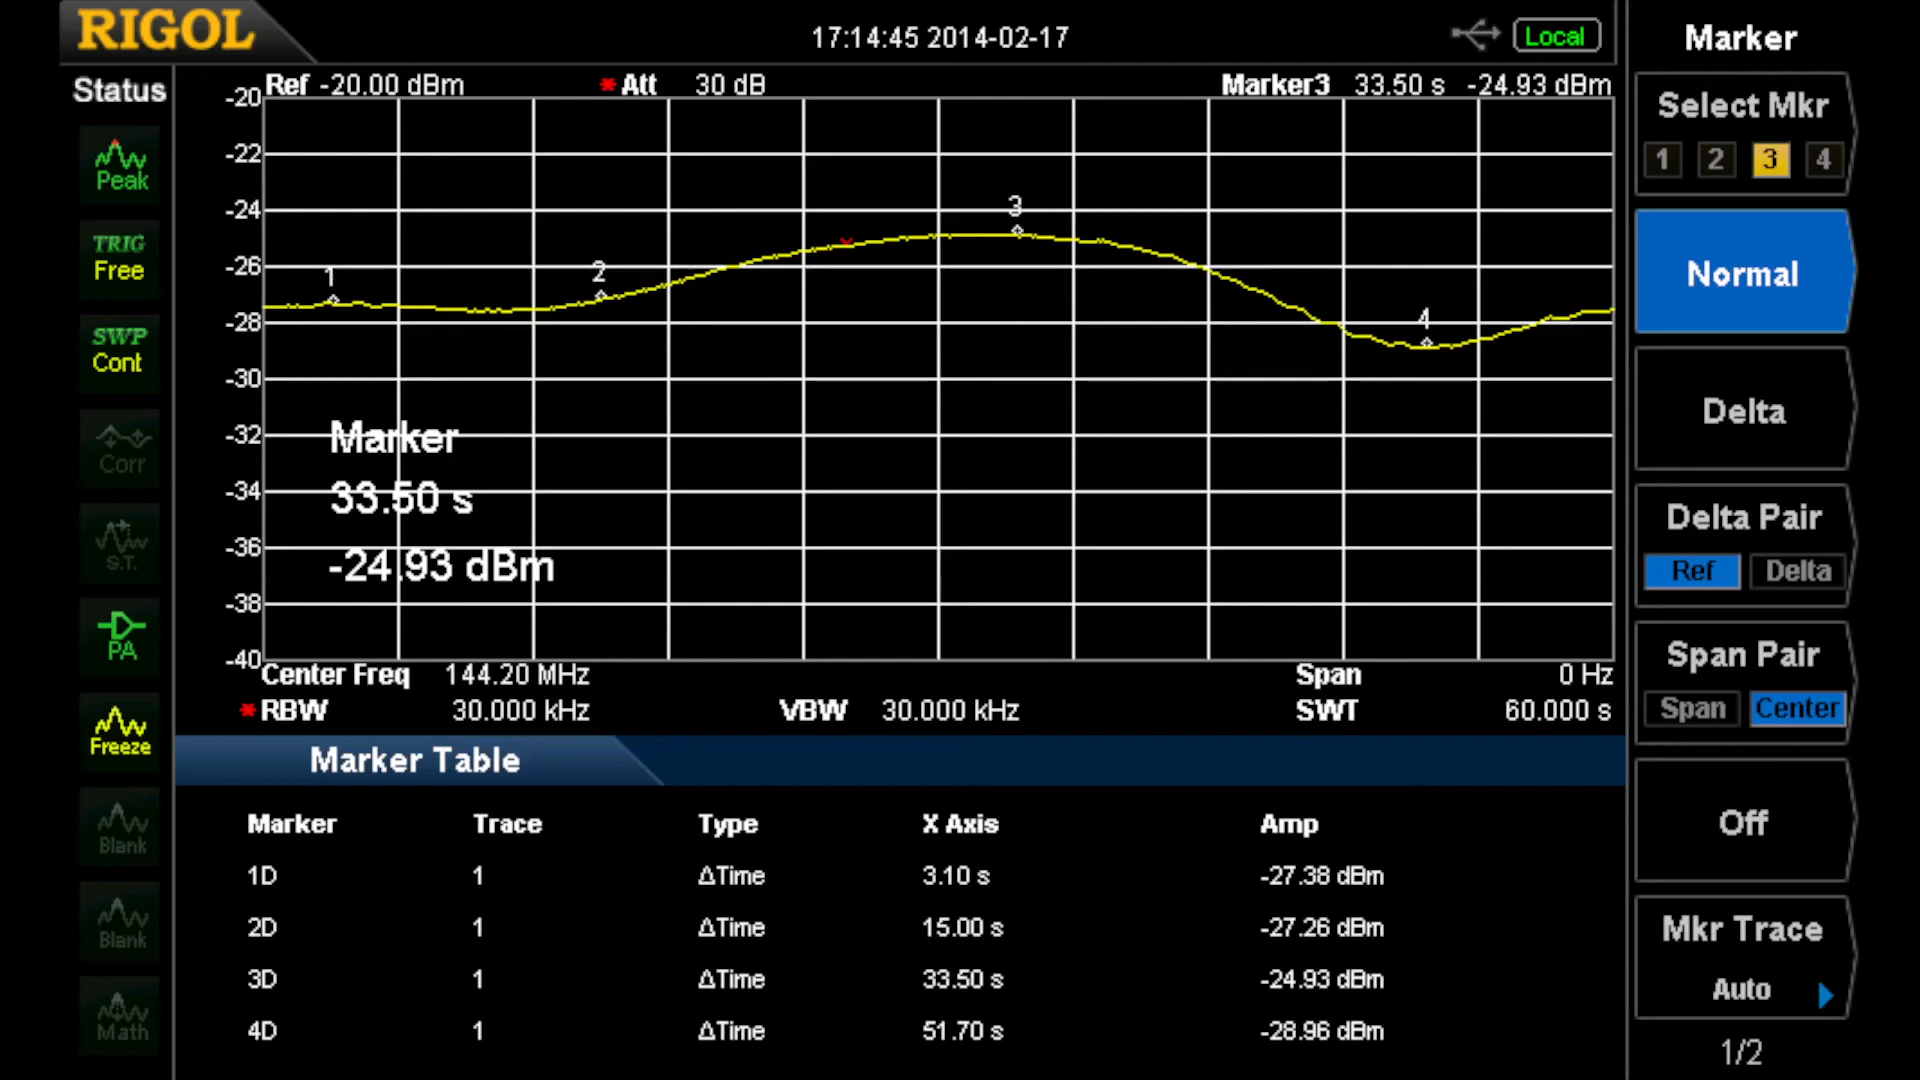 RIGOL
17:14:45 2014-02-17
Local
Status
Peak
TRIG
Free
SWP
Cont
Corr
S.T.
PA
Freeze
Blank
Blank
Math
Ref -20.00 dBm * Att 30 dB Marker3 33.50 s -24.93 dBm
-20
-22
-24
-26
-28
-30
-32
-34
-36
-38
-40
1
2
3
4
Marker
33.50 s
-24.93 dBm
Center Freq 144.20 MHz Span 0 Hz
* RBW 30.000 kHz VBW 30.000 kHz SWT 60.000 s
Marker Table
Marker Trace Type X Axis Amp
1D 1 ΔTime 3.10 s -27.38 dBm
2D 1 ΔTime 15.00 s -27.26 dBm
3D 1 ΔTime 33.50 s -24.93 dBm
4D 1 ΔTime 51.70 s -28.96 dBm
Marker
Select Mkr
1 2 3 4
Normal
Delta
Delta Pair
Ref Delta
Span Pair
Span Center
Off
Mkr Trace
Auto
1/2